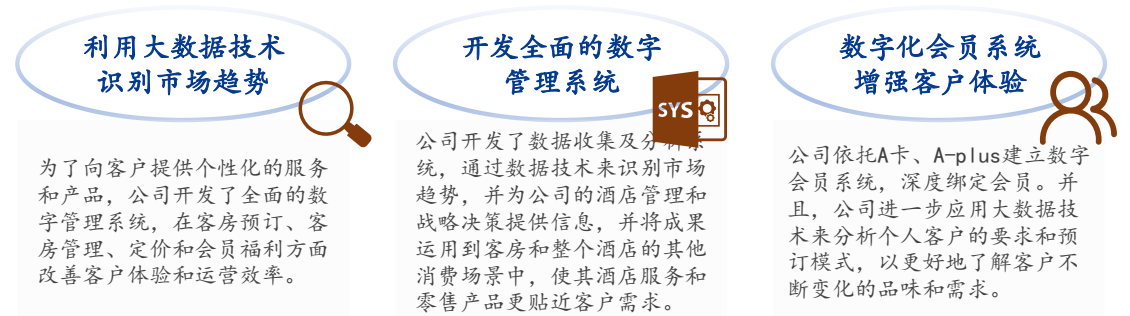 利用大数据技术
识别市场趋势
为了向客户提供个性化的服务
和产品，公司开发了全面的数
字管理系统，在客房预订、客
房管理、定价和会员福利方面
改善客户体验和运营效率。
开发全面的数字
管理系统
SYS
公司开发了数据收集及分析系
统，通过数据技术来识别市场
趋势，并为公司的酒店管理和
战略决策提供信息，并将成果
运用到客房和整个酒店的其他
消费场景中，使其酒店服务和
零售产品更贴近客户需求。
数字化会员系统
增强客户体验
公司依托A卡、A-plus建立数字
会员系统，深度绑定会员。并
且，公司进一步应用大数据技
术来分析个人客户的要求和预
订模式，以更好地了解客户不
断变化的品味和需求。